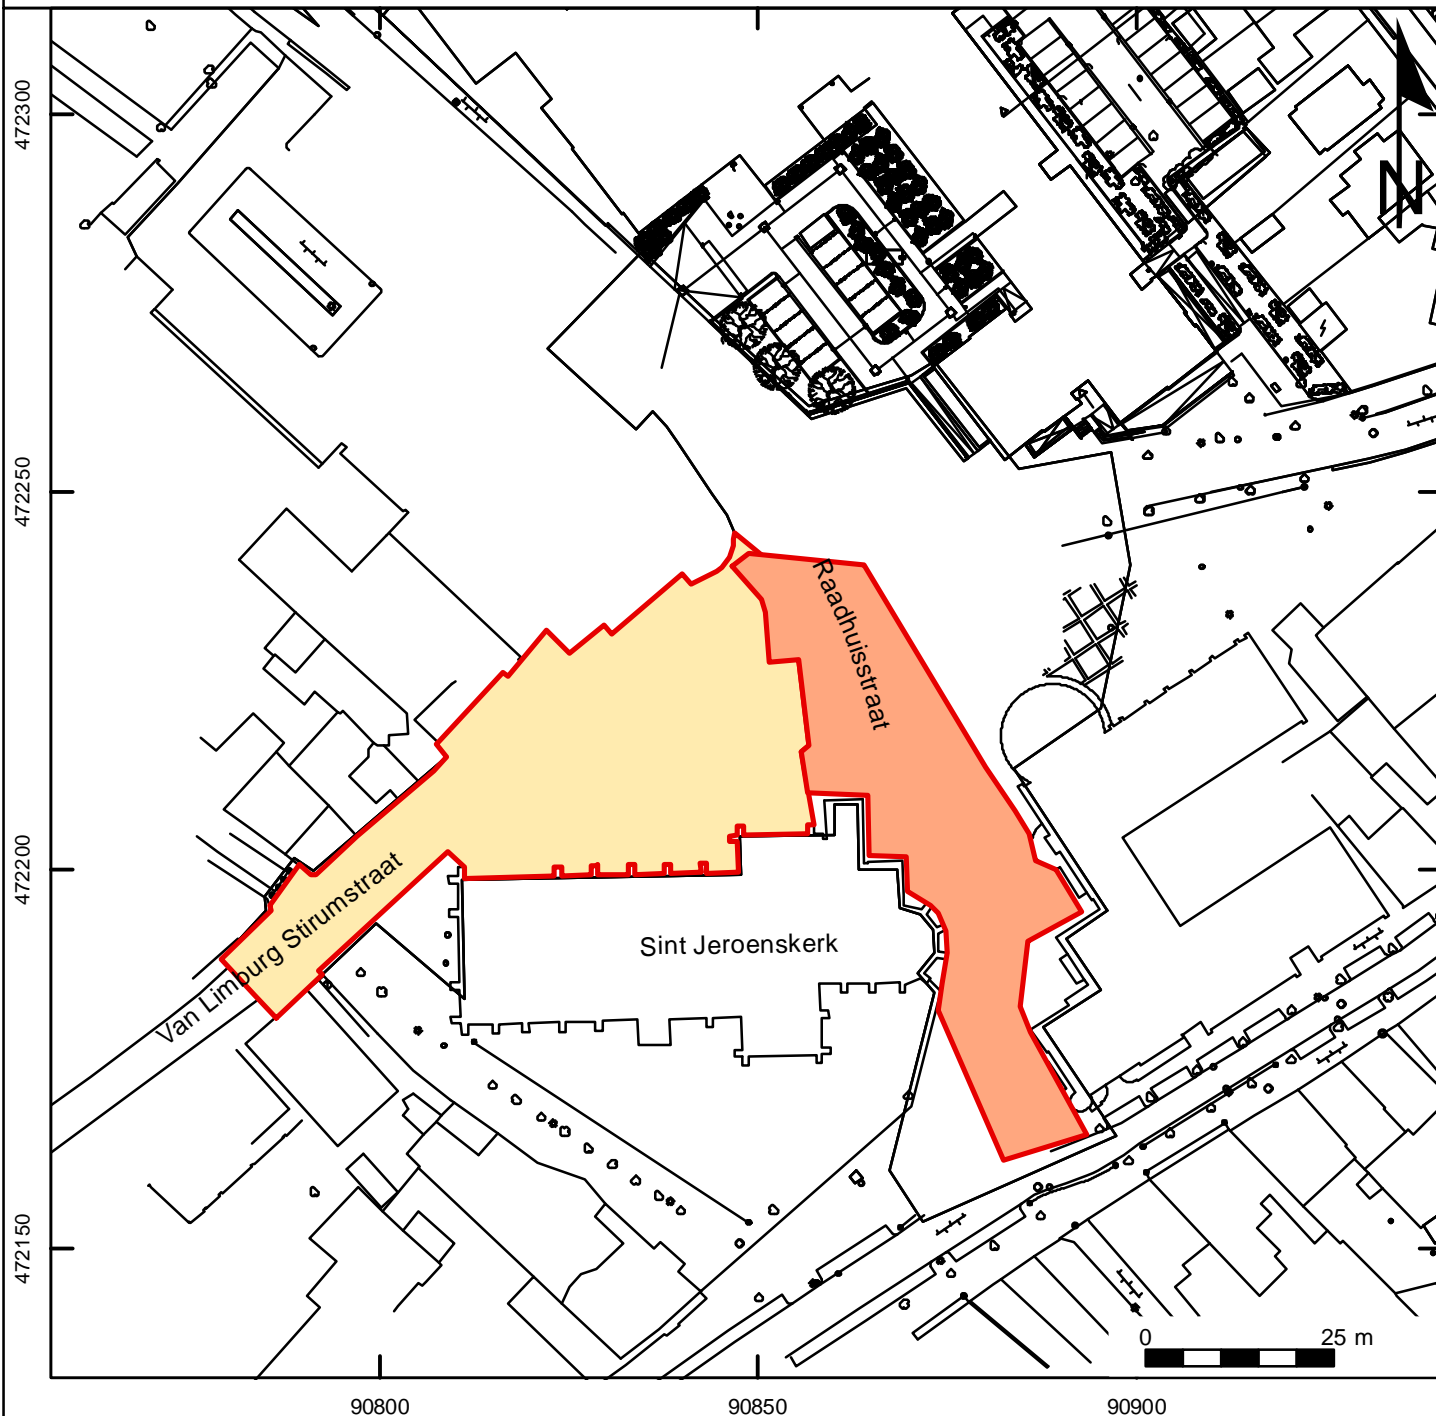 472300
N
472250
Raadhuisstraat
472200
Van Limburg Stirumstraat
Sint Jeroenskerk
472150
0 25 m
90800 90850 90900